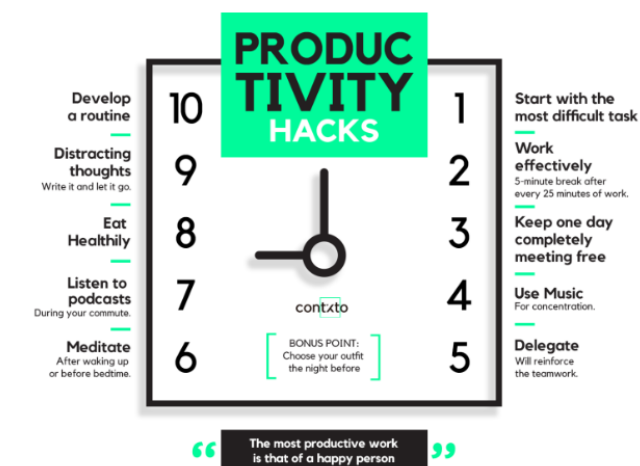 PRODUC
TIVITY
HACKS
1
Start with the
most difficult task
2
Work
effectively
5-minute break after
every 25 minutes of work.
3
Keep one day
completely
meeting free
4
Use Music
For concentration.
5
Delegate
Will reinforce
the teamwork.
6
Meditate
After waking up
or before bedtime.
7
Listen to
podcasts
During your commute.
8
Eat
Healthily
9
Distracting
thoughts
Write it and let it go.
10
Develop
a routine
contxto
BONUS POINT:
Choose your outfit
the night before
“ The most productive work
is that of a happy person ”